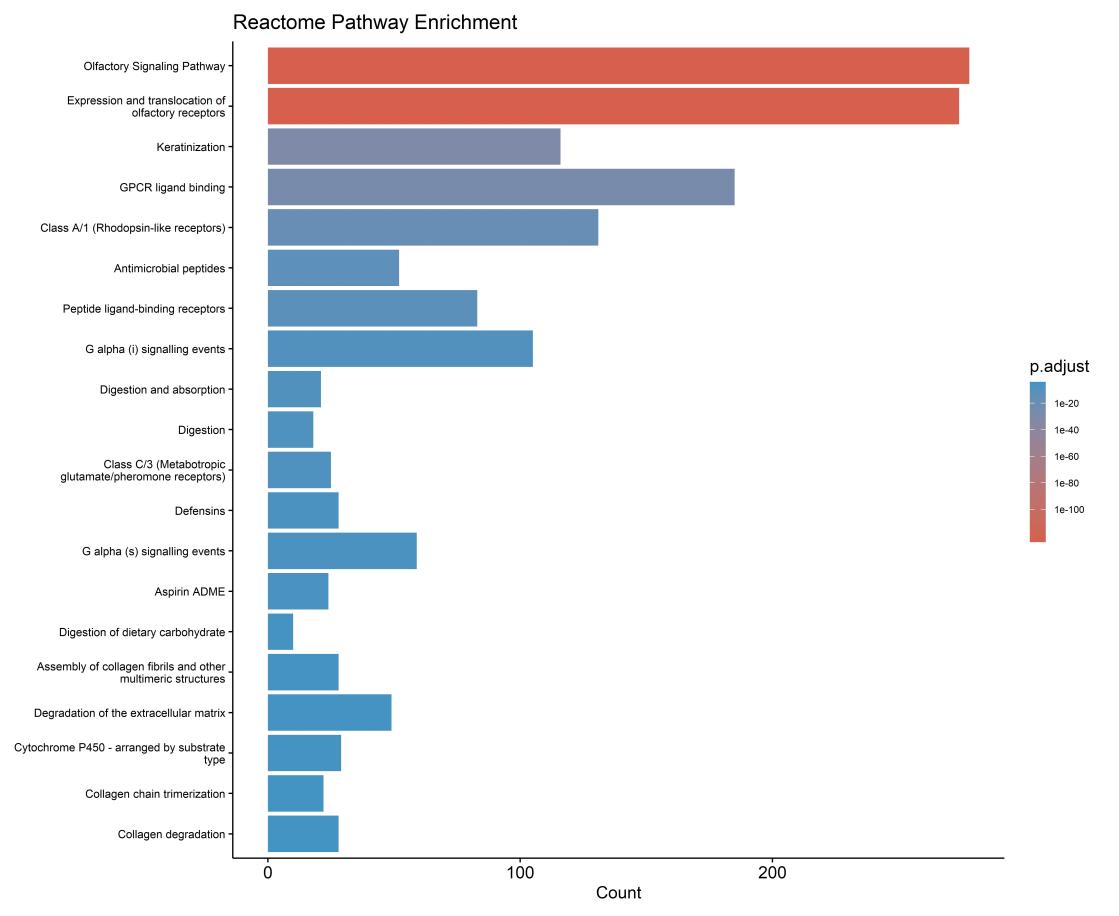 Reactome Pathway Enrichment
Olfactory Signaling Pathway
Expression and translocation of
olfactory receptors
Keratinization
GPCR ligand binding
Class A/1 (Rhodopsin-like receptors)
Antimicrobial peptides
Peptide ligand-binding receptors
G alpha (i) signalling events
Digestion and absorption
Digestion
Class C/3 (Metabotropic
glutamate/pheromone receptors)
Defensins
G alpha (s) signalling events
Aspirin ADME
Digestion of dietary carbohydrate
Assembly of collagen fibrils and other
multimeric structures
Degradation of the extracellular matrix
Cytochrome P450 - arranged by substrate
type
Collagen chain trimerization
Collagen degradation
0
100
200
Count
p.adjust
1e-20
1e-40
1e-60
1e-80
1e-100